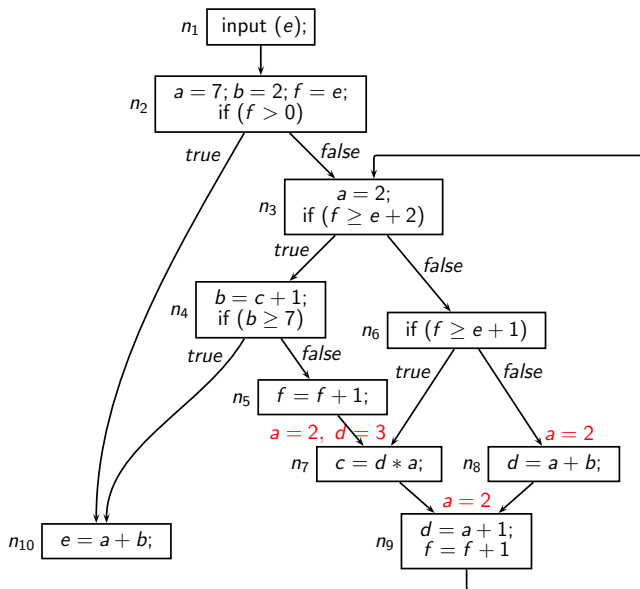 n1 input (e);
n2 a = 7; b = 2; f = e;
if (f > 0)
true false
n3 a = 2;
if (f ≥ e + 2)
true false
n4 b = c + 1;
if (b ≥ 7)
n6 if (f ≥ e + 1)
true false true false
n5 f = f + 1;
a = 2, d = 3 a = 2
n7 c = d * a; n8 d = a + b;
a = 2
n10 e = a + b; n9 d = a + 1;
f = f + 1